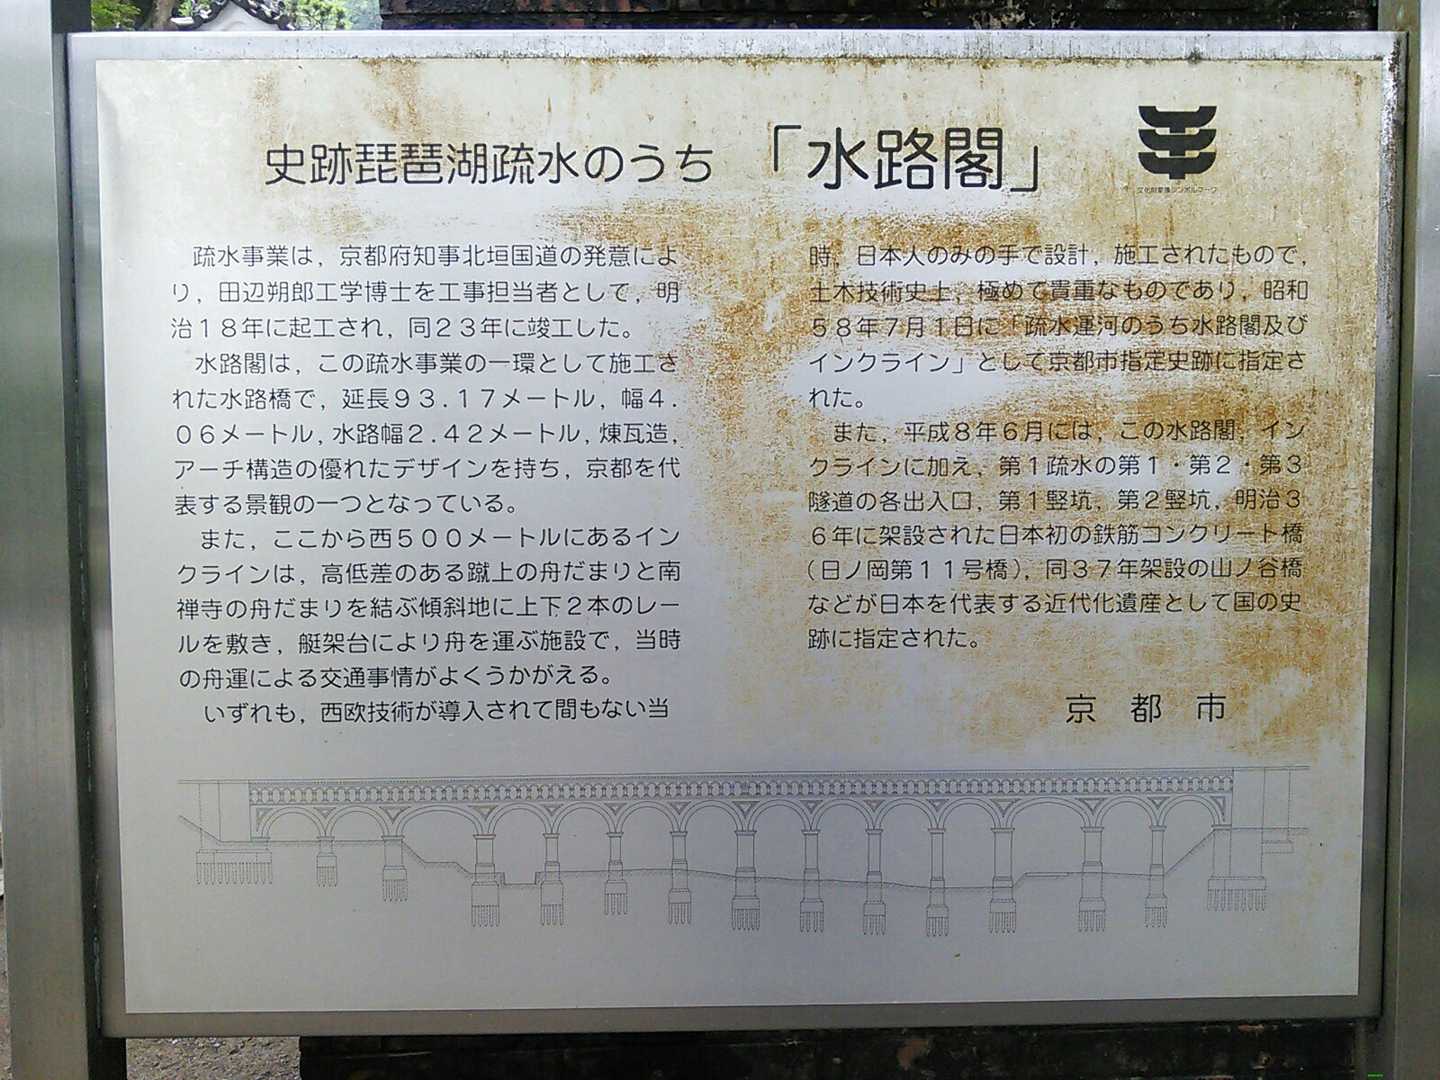 史跡琵琶湖疏水のうち「水路閣」
文化財愛護シンボルマーク
疏水事業は，京都府知事北垣国道の発意によ
り，田辺朔郎工学博士を工事担当者として，明
治１８年に起工され，同２３年に竣工した。
水路閣は，この疏水事業の一環として施工さ
れた水路橋で，延長９３．１７メートル，幅４．
０６メートル，水路幅２．４２メートル，煉瓦造，
アーチ構造の優れたデザインを持ち，京都を代
表する景観の一つとなっている。
また，ここから西５００メートルにあるイン
クラインは，高低差のある蹴上の舟だまりと南
禅寺の舟だまりを結ぶ傾斜地に上下２本のレー
ルを敷き，艇架台により舟を運ぶ施設で，当時
の舟運による交通事情がよくうかがえる。
いずれも，西欧技術が導入されて間もない当
時，日本人のみの手で設計，施工されたもので，
土木技術史上，極めて貴重なものであり，昭和
５８年７月１日に「疏水運河のうち水路閣及び
インクライン」として京都市指定史跡に指定さ
れた。
また，平成８年６月には，この水路閣，イン
クラインに加え，第１疏水の第１・第２・第３
隧道の各出入口，第１竪坑，第２竪坑，明治３
６年に架設された日本初の鉄筋コンクリート橋
（日ノ岡第１１号橋），同３７年架設の山ノ谷橋
などが日本を代表する近代化遺産として国の史
跡に指定された。
京都市